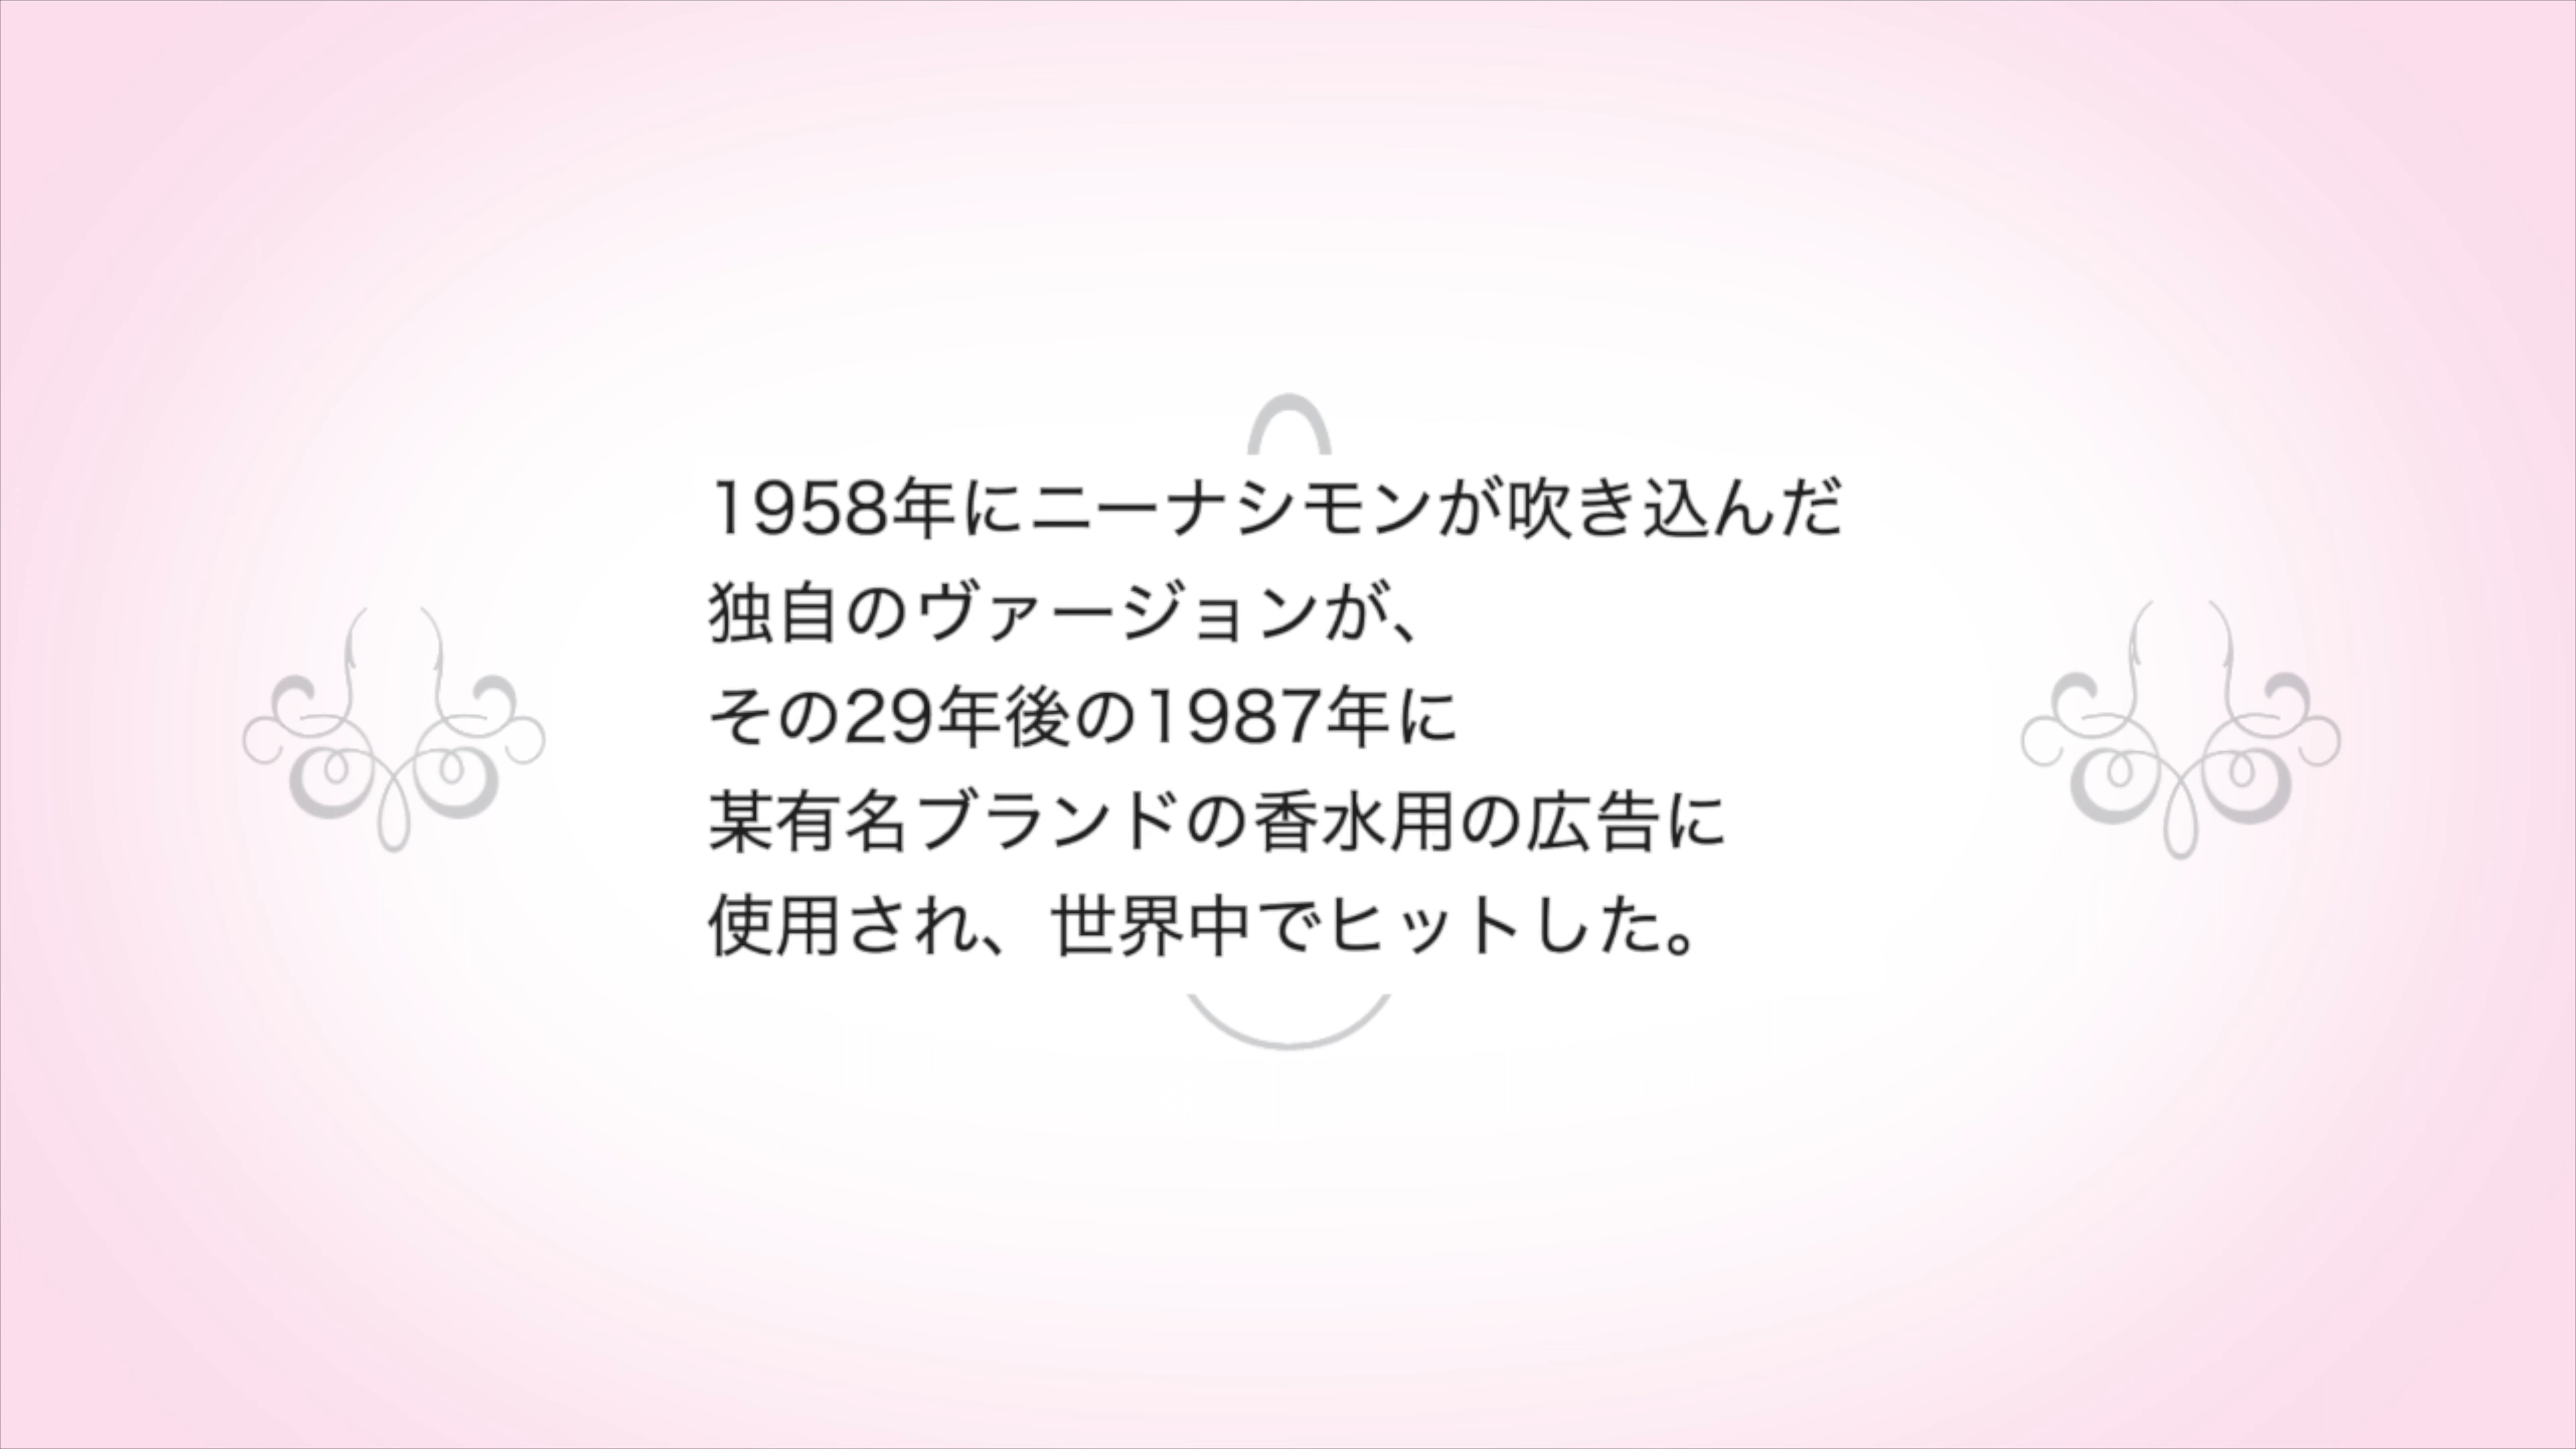 1958年にニーナシモンが吹き込んだ
独自のヴァージョンが、
その29年後の1987年に
某有名ブランドの香水用の広告に
使用され、世界中でヒットした。